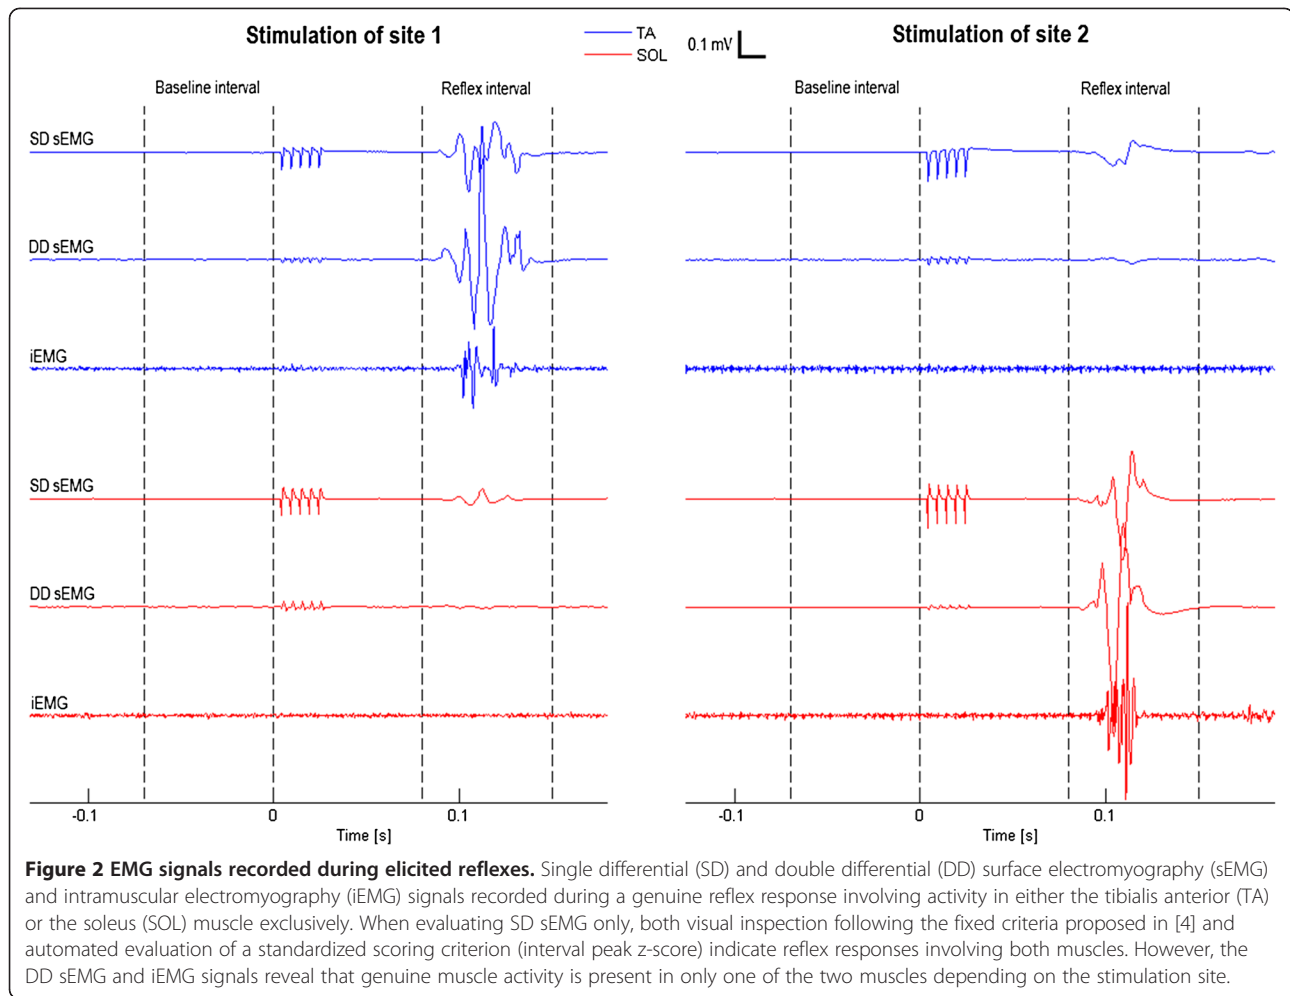 Stimulation of site 1
TA
SOL
0.1 mV
Stimulation of site 2
Baseline interval
Reflex interval
Baseline interval
Reflex interval
SD sEMG
DD sEMG
iEMG
SD sEMG
DD sEMG
iEMG
-0.1
0
0.1
-0.1
0
0.1
Time [s]
Time [s]
Figure 2 EMG signals recorded during elicited reflexes. Single differential (SD) and double differential (DD) surface electromyography (sEMG)
and intramuscular electromyography (iEMG) signals recorded during a genuine reflex response involving activity in either the tibialis anterior (TA)
or the soleus (SOL) muscle exclusively. When evaluating SD sEMG only, both visual inspection following the fixed criteria proposed in [4] and
automated evaluation of a standardized scoring criterion (interval peak z-score) indicate reflex responses involving both muscles. However, the
DD sEMG and iEMG signals reveal that genuine muscle activity is present in only one of the two muscles depending on the stimulation site.